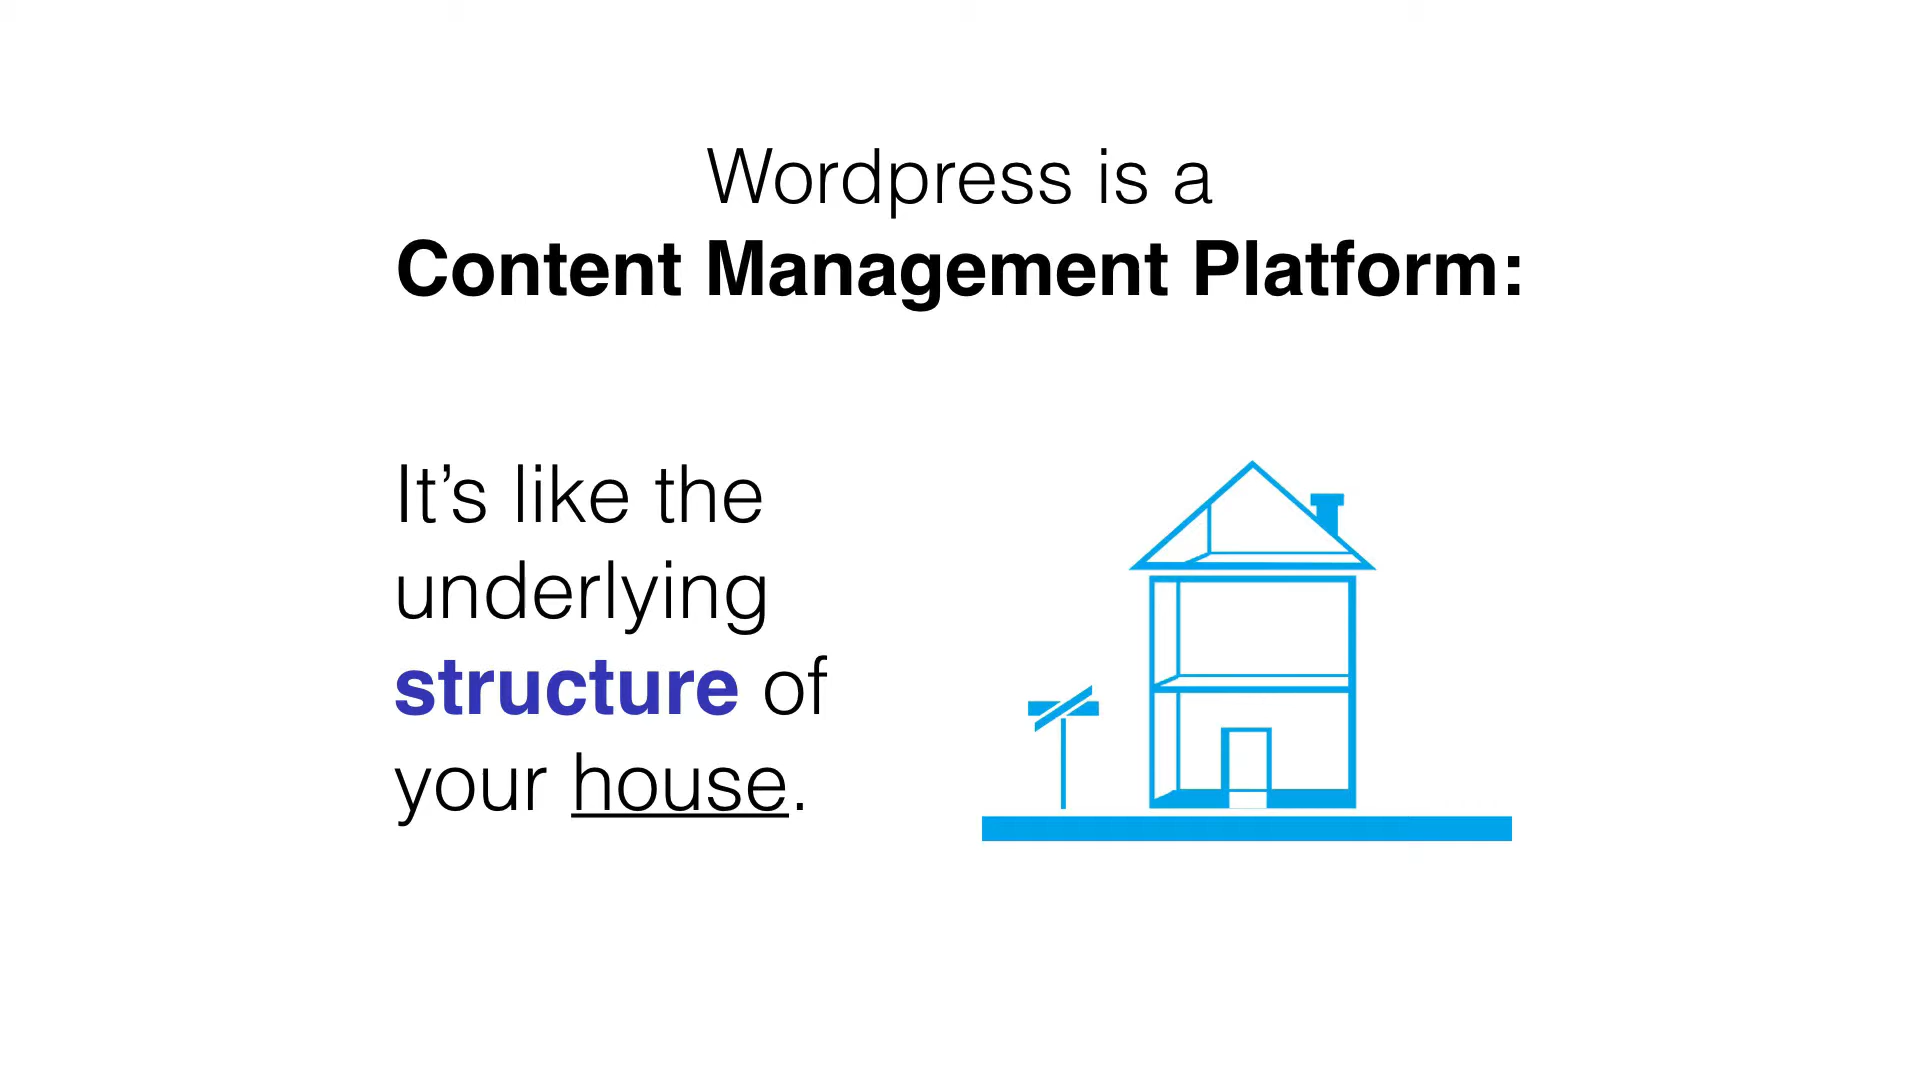 Wordpress is a
Content Management Platform:
It’s like the
underlying
structure of
your house.